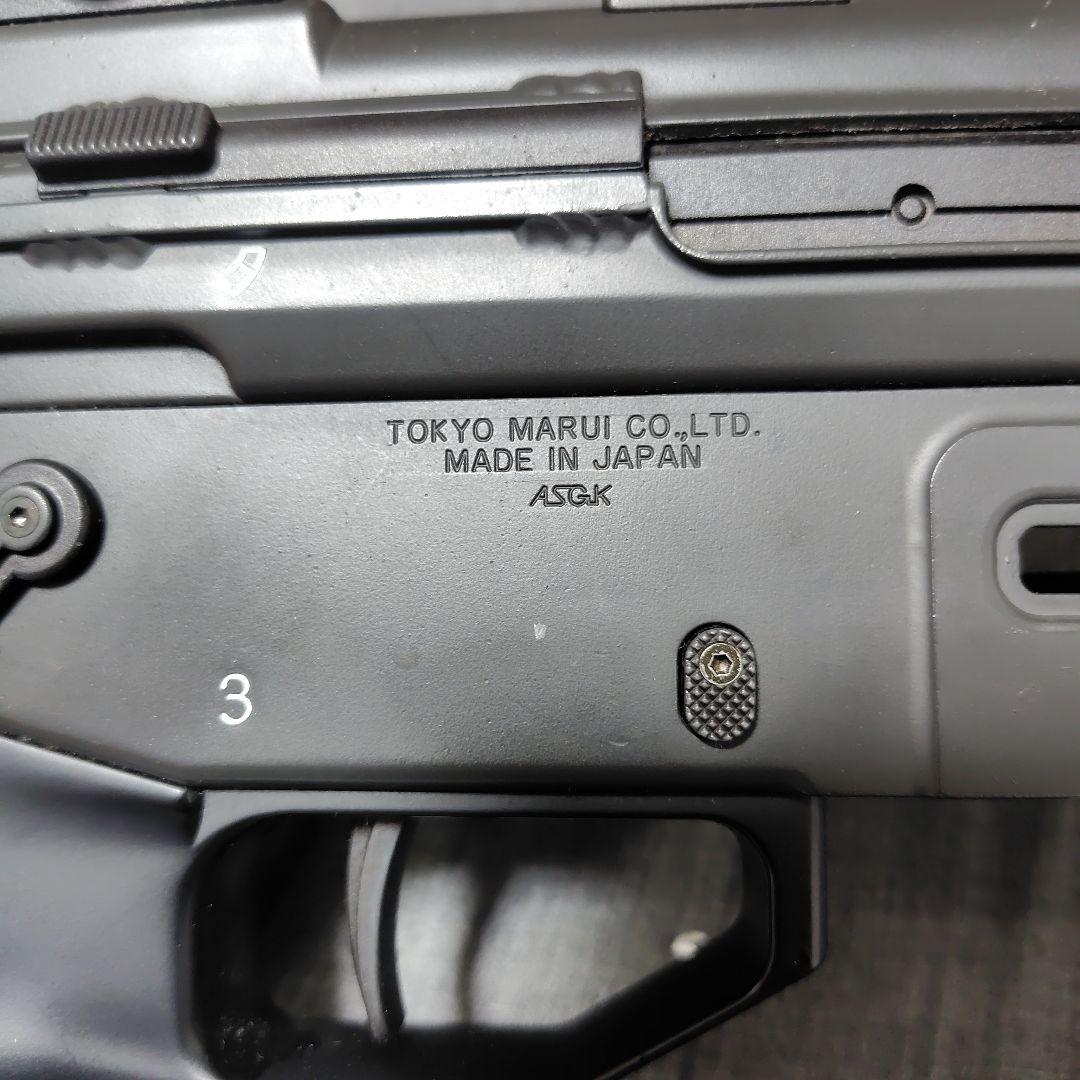 TOKYO MARUI CO.,LTD.
MADE IN JAPAN
ASGK
3